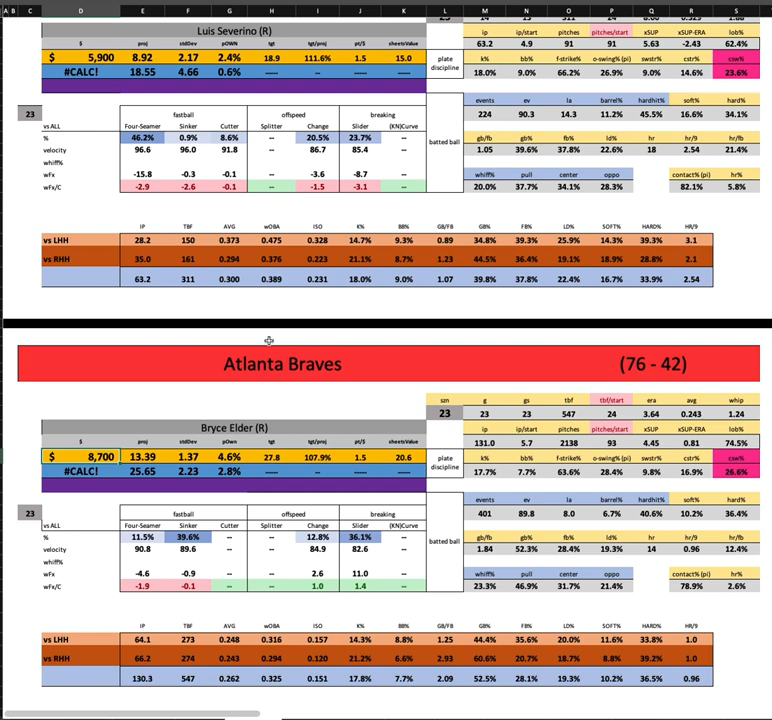 A B C D E F G H I J K L M N O P Q R S
Luis Severino (R)
ip ip/start pitches pitches/start xSUP xSUP-ERA lob%
63.2 4.9 91 91 5.63 -2.43 62.4%
$ proj stdDev pOWN tgt tgt/proj pt/$ sheetsValue
$ 5,900 8.92 2.17 2.4% 18.9 111.6% 1.5 15.0
plate discipline
k% bb% f-strike% o-swing% (pi) swstr% cstr% csw%
#CALC! 18.55 4.66 0.6% ----- -- ----- -----
18.0% 9.0% 66.2% 26.9% 9.0% 14.6% 23.6%
events ev la barrel% hardhit% soft% hard%
23 fastball offspeed breaking
224 90.3 14.3 11.2% 45.5% 16.6% 34.1%
vs ALL Four-Seamer Sinker Cutter Splitter Change Slider (KN)Curve
% 46.2% 0.9% 8.6% -- 20.5% 23.7% --
batted ball
gb/fb gb% fb% ld% hr hr/9 hr/fb
velocity 96.6 96.0 91.8 -- 86.7 85.4 --
1.05 39.6% 37.8% 22.6% 18 2.54 21.4%
whiff%
wFx -15.8 -0.3 -0.1 -3.6 -8.7
whiff% pull center oppo contact% (pi) hr%
wFx/C -2.9 -2.6 -0.1 -- -1.5 -3.1 --
20.0% 37.7% 34.1% 28.3% 82.1% 5.8%
IP TBF AVG wOBA ISO K% BB% GB/FB GB% FB% LD% SOFT% HARD% HR/9
vs LHH 28.2 150 0.373 0.475 0.328 14.7% 9.3% 0.89 34.8% 39.3% 25.9% 14.3% 39.3% 3.1
vs RHH 35.0 161 0.294 0.376 0.223 21.1% 8.7% 1.23 44.5% 36.4% 19.1% 18.9% 28.8% 2.1
63.2 311 0.300 0.389 0.231 18.0% 9.0% 1.07 39.8% 37.8% 22.4% 16.7% 33.9% 2.54
Atlanta Braves (76 - 42)
szn g gs tbf tbf/start era avg whip
23 23 23 547 24 3.64 0.243 1.24
Bryce Elder (R)
ip ip/start pitches pitches/start xSUP xSUP-ERA lob%
131.0 5.7 2138 93 4.45 0.81 74.5%
$ proj stdDev pOwn tgt tgt/proj pt/$ sheetsValue
$ 8,700 13.39 1.37 4.6% 27.8 107.9% 1.5 20.6
plate discipline
k% bb% f-strike% o-swing% (pi) swstr% cstr% csw%
#CALC! 25.65 2.23 2.8% ----- -- ----- -----
17.7% 7.7% 63.6% 28.4% 9.8% 16.9% 26.6%
events ev la barrel% hardhit% soft% hard%
23 fastball offspeed breaking
401 89.8 8.0 6.7% 40.6% 10.2% 36.4%
vs ALL Four-Seamer Sinker Cutter Splitter Change Slider (KN)Curve
% 11.5% 39.6% -- -- 12.8% 36.1% --
batted ball
gb/fb gb% fb% ld% hr hr/9 hr/fb
velocity 90.8 89.6 -- -- 84.9 82.6 --
1.84 52.3% 28.4% 19.3% 14 0.96 12.4%
whiff%
wFx -4.6 -0.9 2.6 11.0
whiff% pull center oppo contact% (pi) hr%
wFx/C -1.9 -0.1 -- -- 1.0 1.4 --
23.3% 46.9% 31.7% 21.4% 78.9% 2.6%
IP TBF AVG wOBA ISO K% BB% GB/FB GB% FB% LD% SOFT% HARD% HR/9
vs LHH 64.1 273 0.248 0.316 0.157 14.3% 8.8% 1.25 44.4% 35.6% 20.0% 11.6% 33.8% 1.0
vs RHH 66.2 274 0.243 0.294 0.120 21.2% 6.6% 2.93 60.6% 20.7% 18.7% 8.8% 39.2% 1.0
130.3 547 0.262 0.325 0.151 17.8% 7.7% 2.09 52.5% 28.1% 19.3% 10.2% 36.5% 0.96